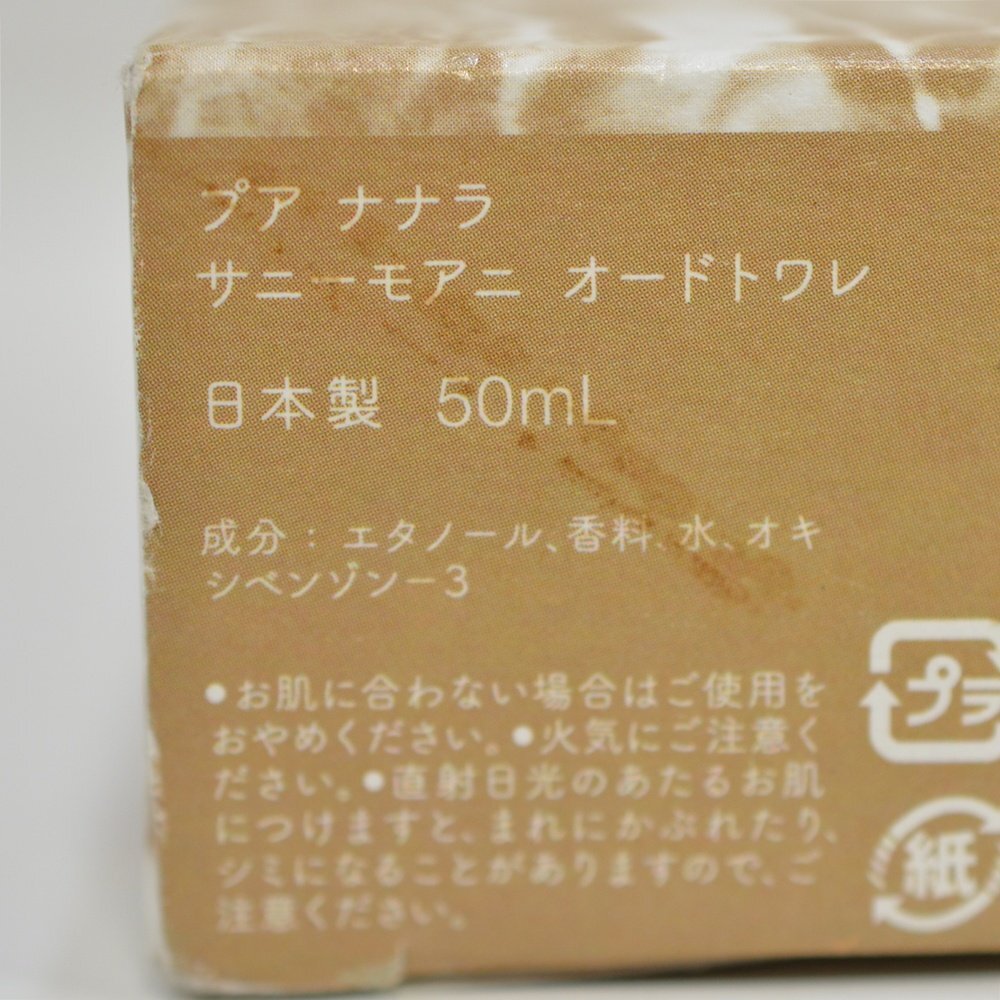 プア ナナラ
サニーモアニ オードトワレ
日本製 50mL
成分：エタノール、香料、水、オキ
シベンゾン－3
●お肌に合わない場合はご使用を
おやめください。●火気にご注意く
ださい。●直射日光のあたるお肌
につけますと、まれにかぶれたり、
シミになることがありますので、ご
注意ください。
プラ
紙